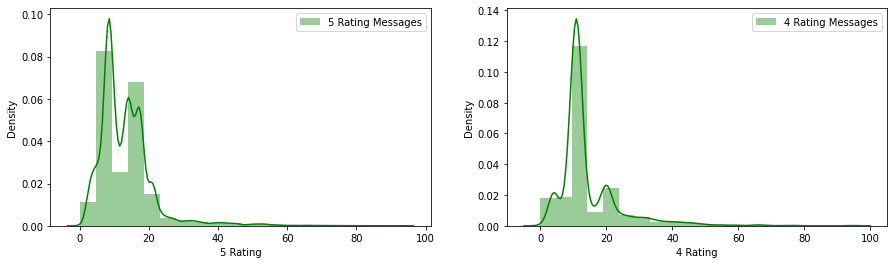 5 Rating Messages
Density
0.10
0.08
0.06
0.04
0.02
0.00
0 20 40 60 80 100
5 Rating
4 Rating Messages
Density
0.14
0.12
0.10
0.08
0.06
0.04
0.02
0.00
0 20 40 60 80 100
4 Rating